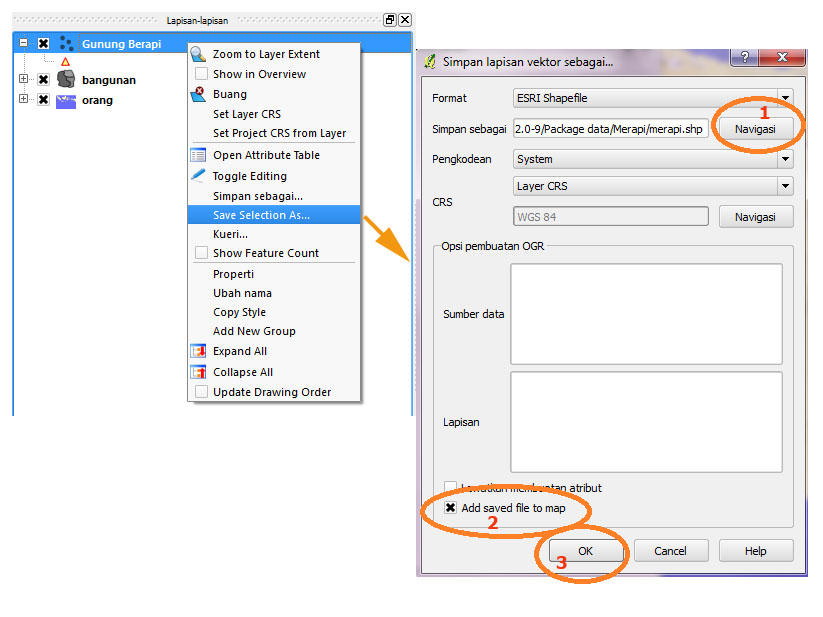 Lapisan-lapisan
Gunung Berapi
bangunan
orang
Zoom to Layer Extent
Show in Overview
Buang
Set Layer CRS
Set Project CRS from Layer
Open Attribute Table
Toggle Editing
Simpan sebagai...
Save Selection As...
Kueri...
Show Feature Count
Properti
Ubah nama
Copy Style
Add New Group
Expand All
Collapse All
Update Drawing Order
Simpan lapisan vektor sebagai...
Format
ESRI Shapefile
1
Simpan sebagai
2.0-9/Package data/Merapi/merapi.shp
Navigasi
Pengkodean
System
CRS
Layer CRS
WGS 84
Navigasi
Opsi pembuatan OGR
Sumber data
Lapisan
Lewatkan pembuatan atribut
Add saved file to map
2
3
OK
Cancel
Help